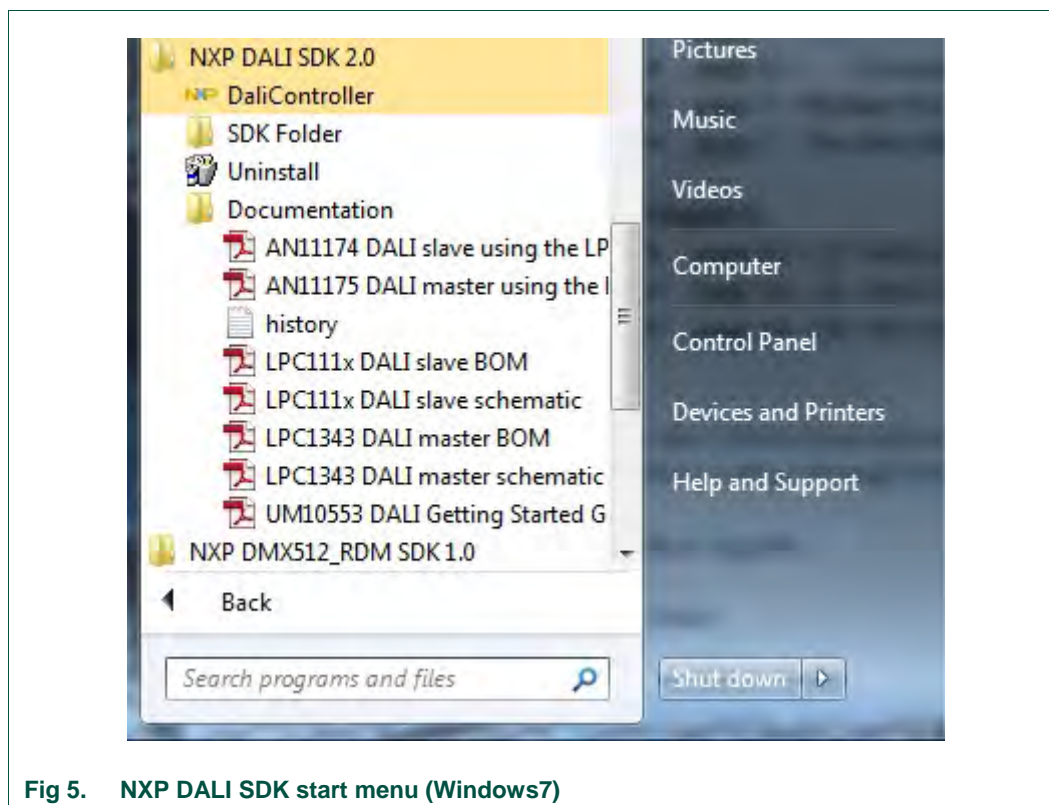 NXP DALI SDK 2.0
NXP DaliController
SDK Folder
Uninstall
Documentation
AN11174 DALI slave using the LP
AN11175 DALI master using the l
history
LPC111x DALI slave BOM
LPC111x DALI slave schematic
LPC1343 DALI master BOM
LPC1343 DALI master schematic
UM10553 DALI Getting Started G
NXP DMX512_RDM SDK 1.0
Back
Search programs and files
Pictures
Music
Videos
Computer
Control Panel
Devices and Printers
Help and Support
Shut down
Fig 5. NXP DALI SDK start menu (Windows7)